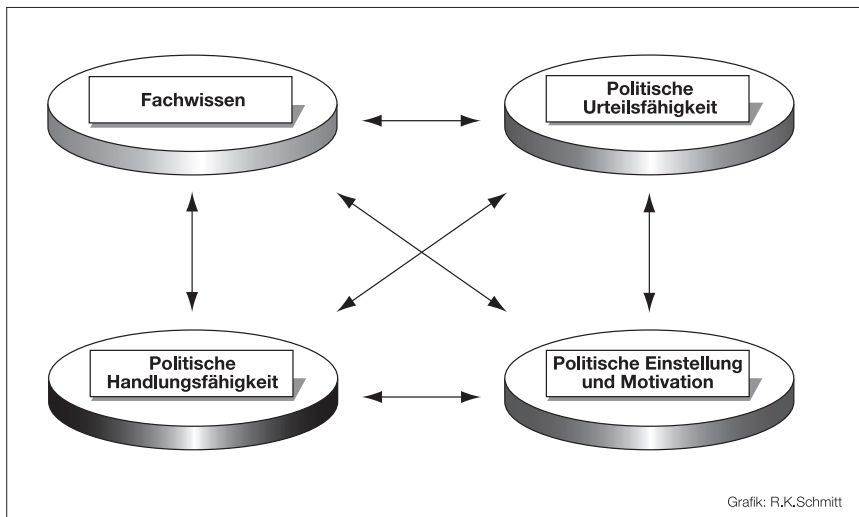 Fachwissen
Politische
Urteilsfähigkeit
Politische
Handlungsfähigkeit
Politische Einstellung
und Motivation
Grafik: R.K.Schmitt